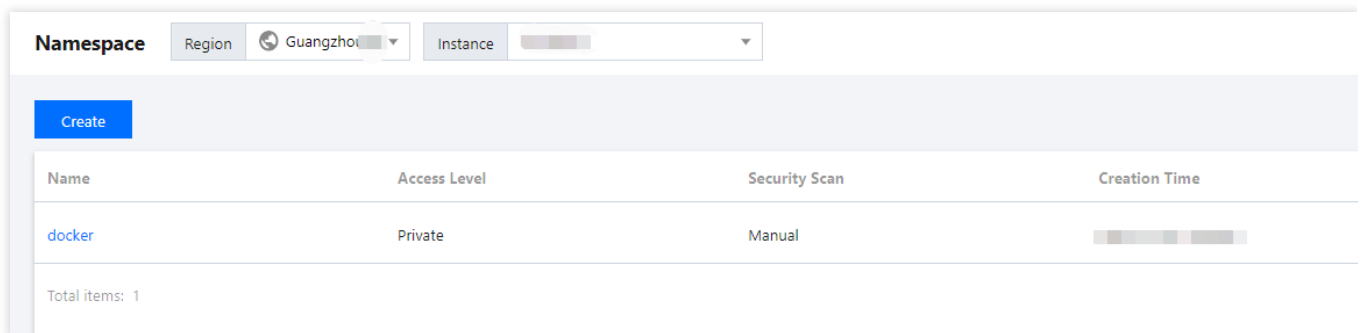 Namespace Region Guangzhou Instance
Create
Name Access Level Security Scan Creation Time
docker Private Manual
Total items: 1